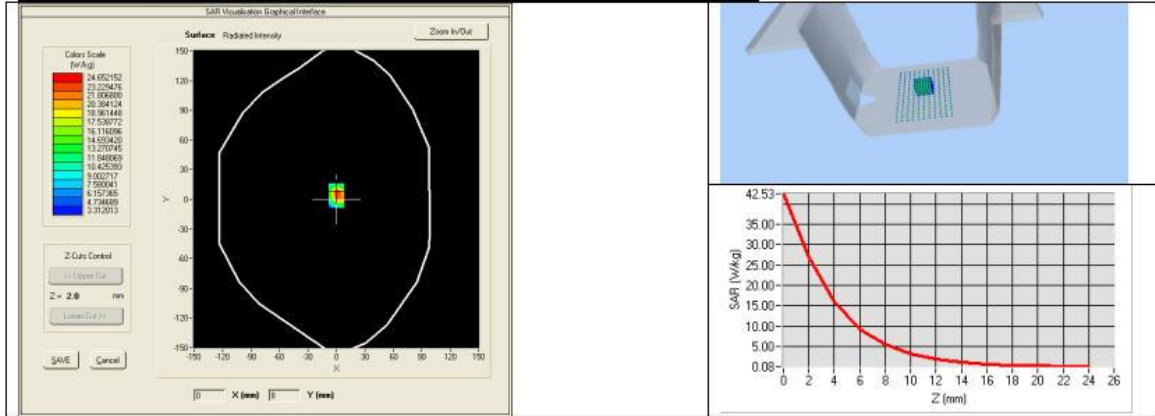 SAR Visualisation Graphical Interface
Surface Radiated Intensity
Zoom In/Out
Colors Scale
(W/kg)
24.652152
23.229476
21.806800
20.384124
18.961448
17.538772
16.116096
14.693420
13.270745
11.848069
10.425393
9.002717
7.580041
6.157365
4.734689
3.312013
150
120
90
60
30
0
-30
-60
-90
-120
-150
Y
-150 -120 -90 -60 -30 0 30 60 90 120 150
X
Z-Cuts Control
<< Upper Cut
Z = 2.0 mm
Lower Cut >>
SAVE Cancel
0 X (mm) 8 Y (mm)
42.53
35.00
30.00
25.00
20.00
15.00
10.00
5.00
0.08
SAR (W/kg)
0 2 4 6 8 10 12 14 16 18 20 22 24 26
Z (mm)